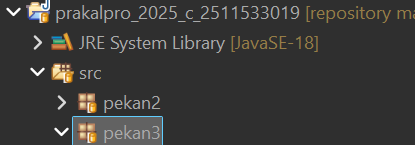 prakalpro_2025_c_2511533019 [repository ma
JRE System Library [JavaSE-18]
src
pekan2
pekan3